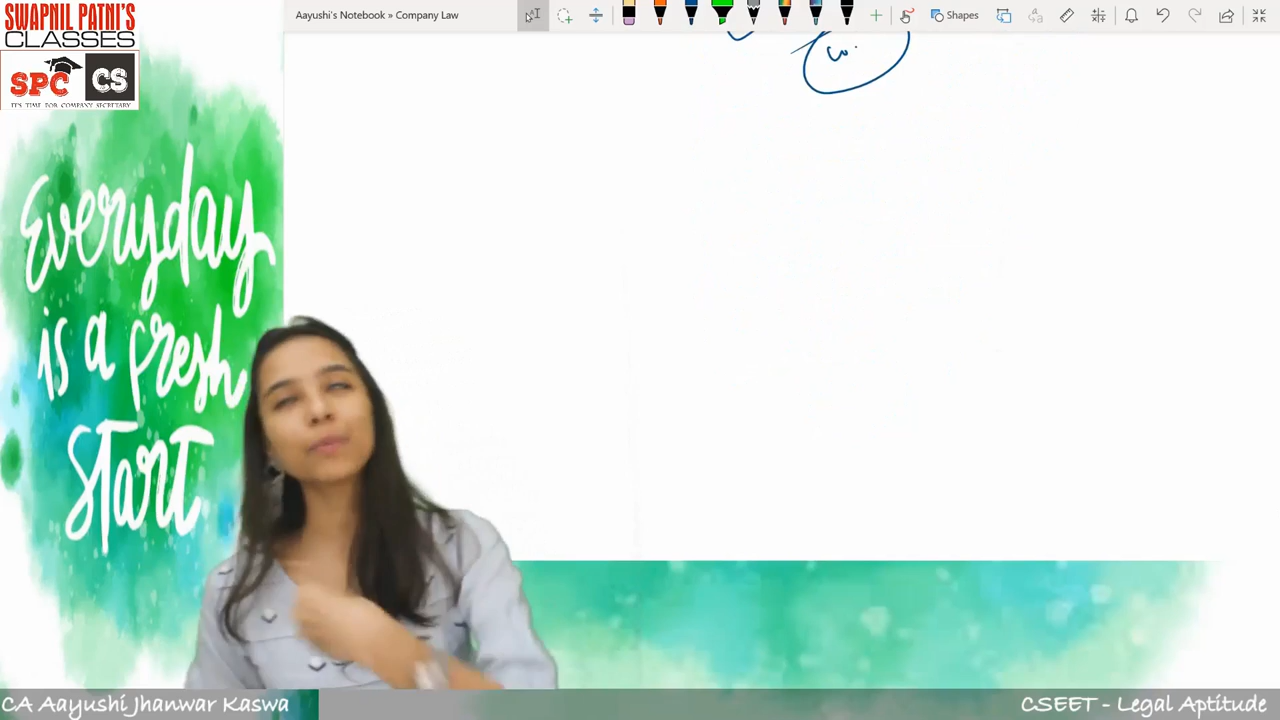 SWAPNIL PATNI'S
CLASSES
SPC CS
IT'S TIME FOR COMPANY SECRETARY
Aayushi's Notebook » Company Law
Shapes
Co.
Everyday
is a fresh
Start
CA Aayushi Jhanwar Kaswa
CSEET - Legal Aptitude